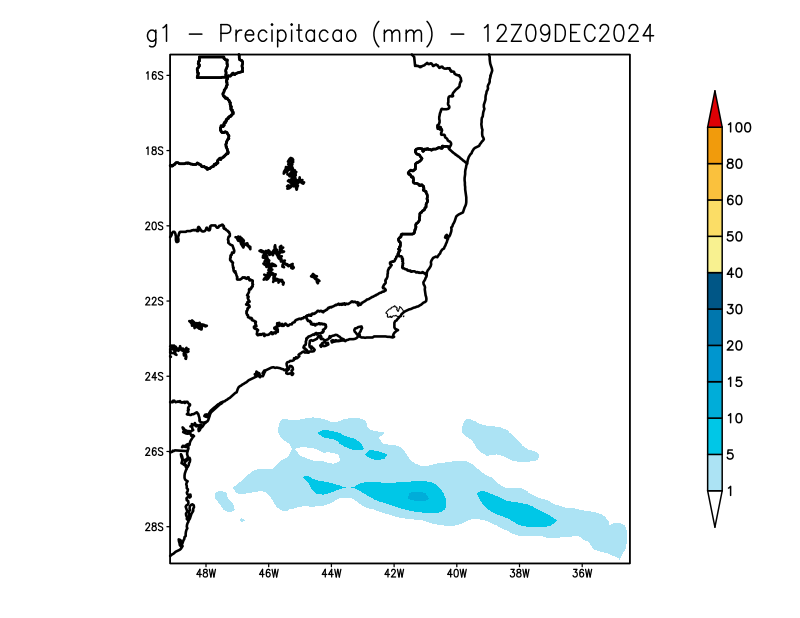 g1 – Precipitacao (mm) – 12Z09DEC2024
16S
18S
20S
22S
24S
26S
28S
48W 46W 44W 42W 40W 38W 36W
100
80
60
50
40
30
20
15
10
5
1